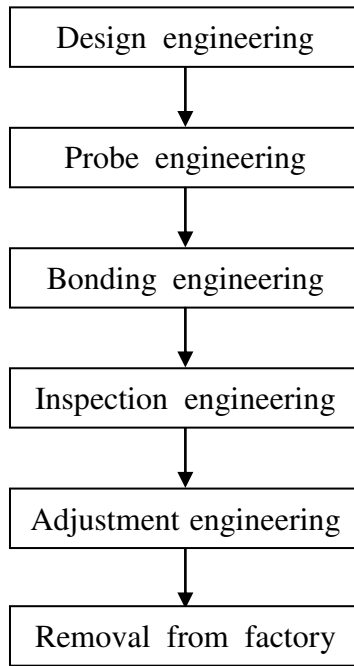 Design engineering
Probe engineering
Bonding engineering
Inspection engineering
Adjustment engineering
Removal from factory